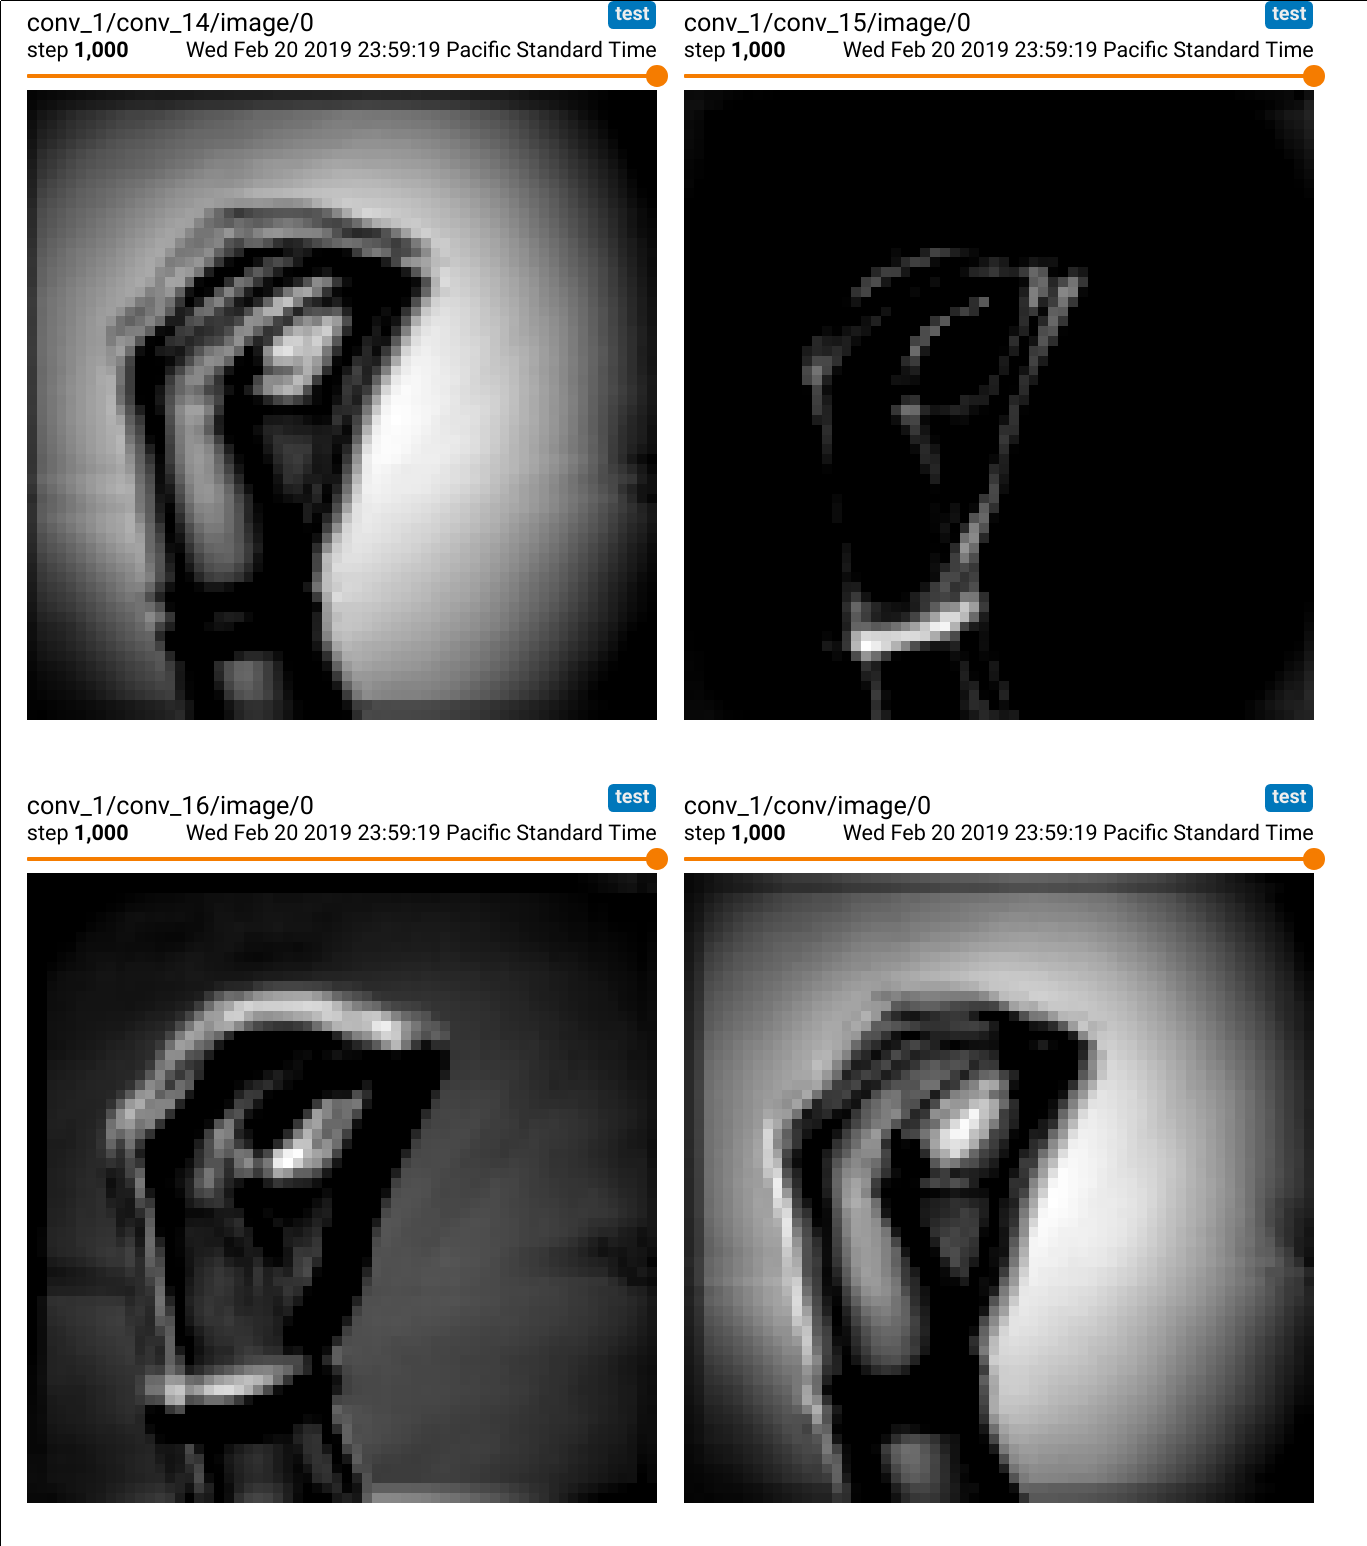 conv_1/conv_14/image/0 test
step 1,000 Wed Feb 20 2019 23:59:19 Pacific Standard Time
conv_1/conv_15/image/0 test
step 1,000 Wed Feb 20 2019 23:59:19 Pacific Standard Time
conv_1/conv_16/image/0 test
step 1,000 Wed Feb 20 2019 23:59:19 Pacific Standard Time
conv_1/conv/image/0 test
step 1,000 Wed Feb 20 2019 23:59:19 Pacific Standard Time